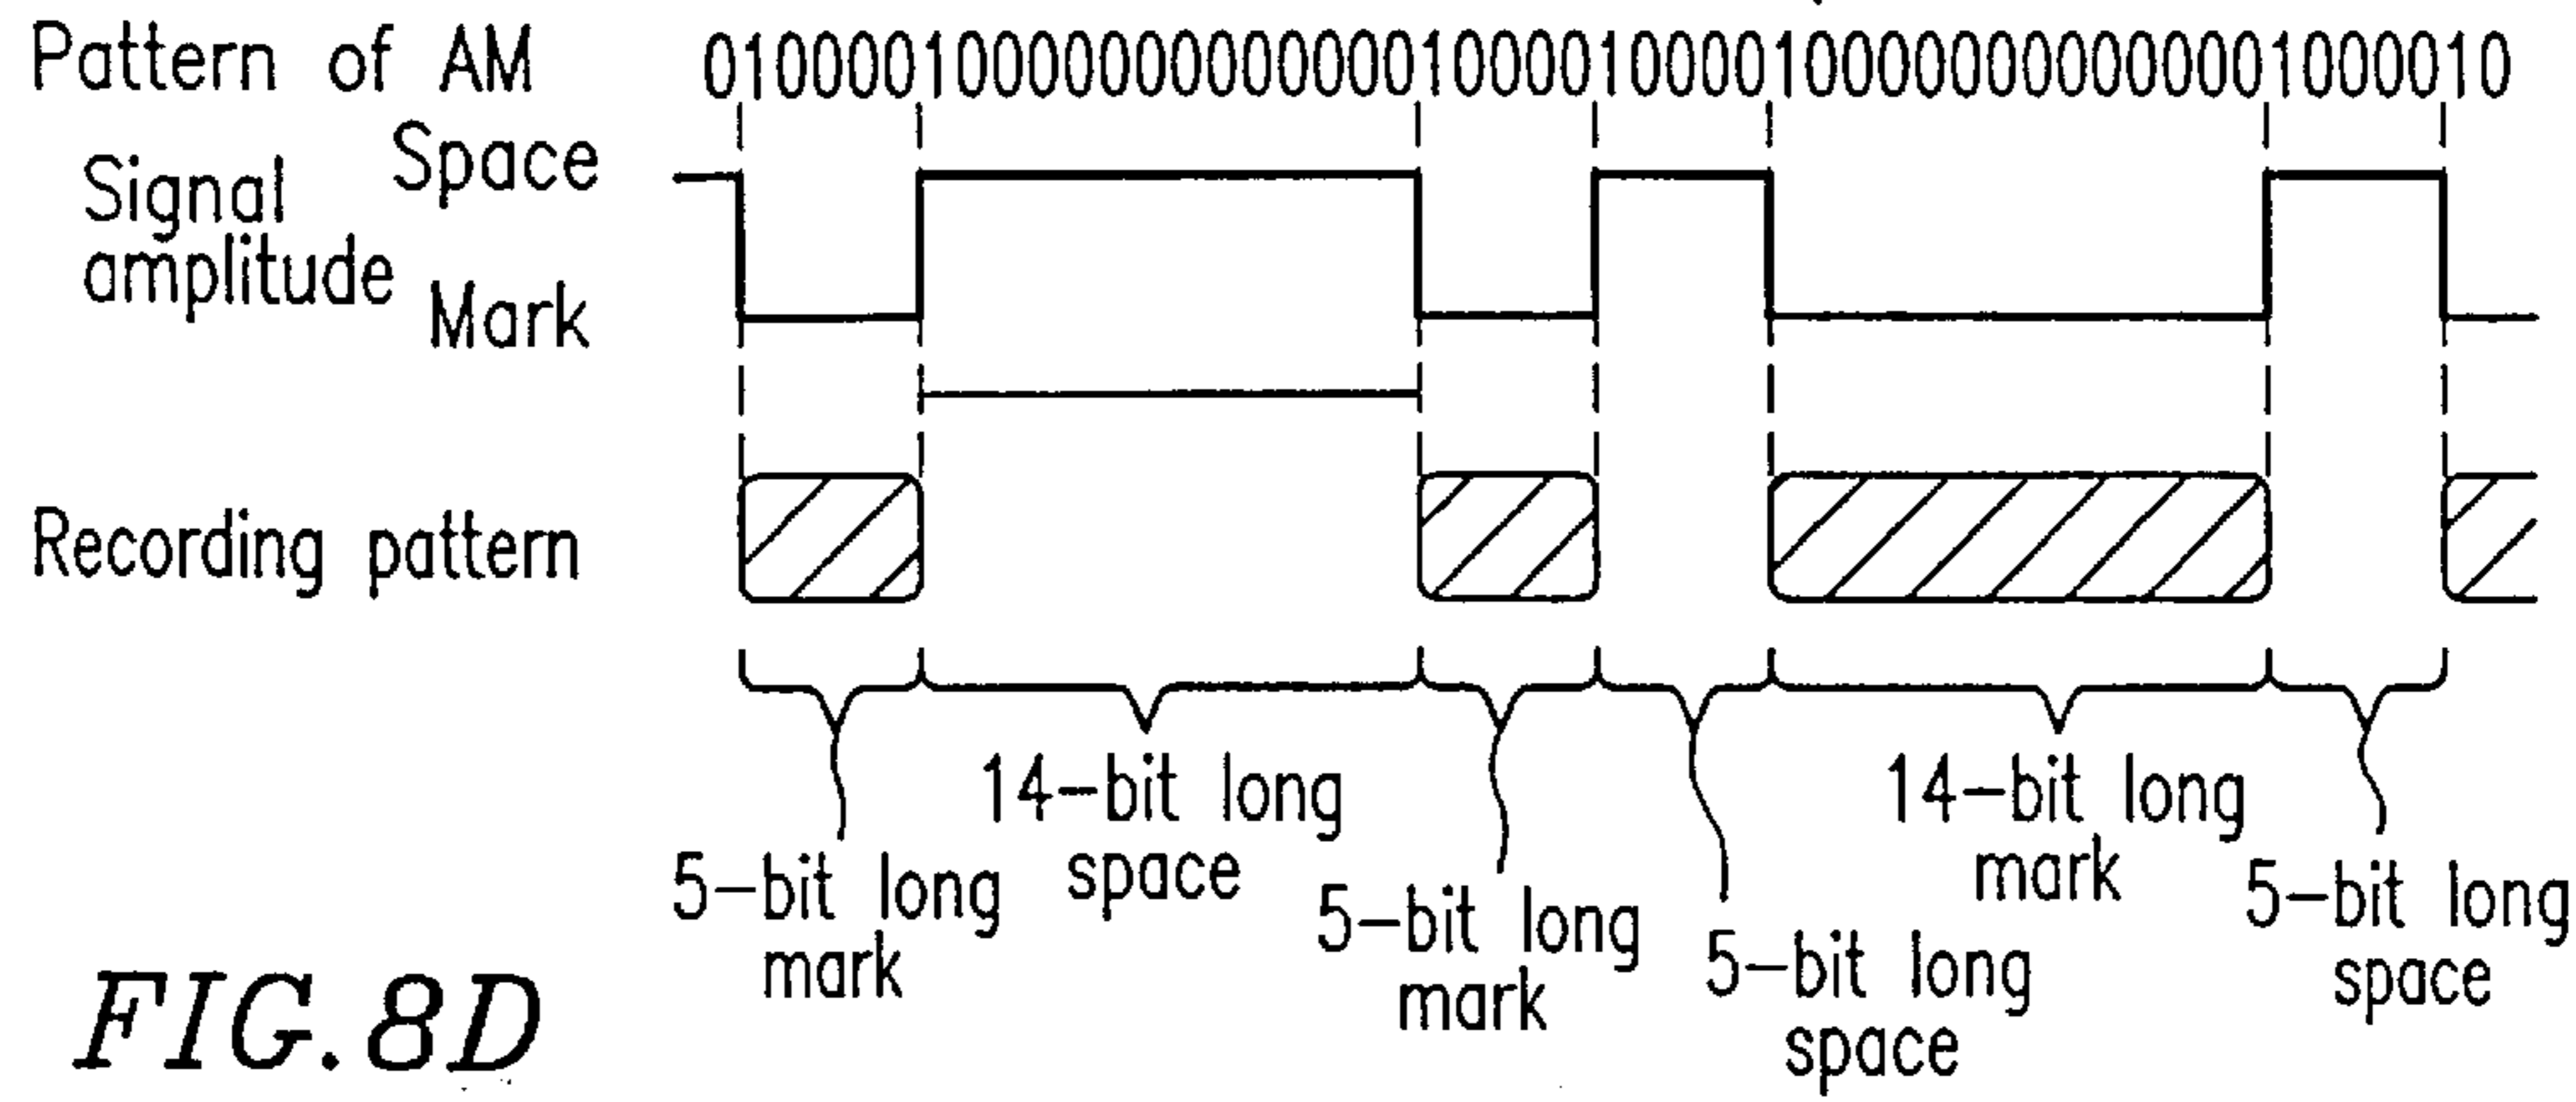 Pattern of AM 010000100000000000001000010000100000000000001000010
Space
Signal
amplitude
Mark
Recording pattern
14-bit long
space
14-bit long
mark
5-bit long
mark
5-bit long
mark
5-bit long
space
5-bit long
space
FIG.8D